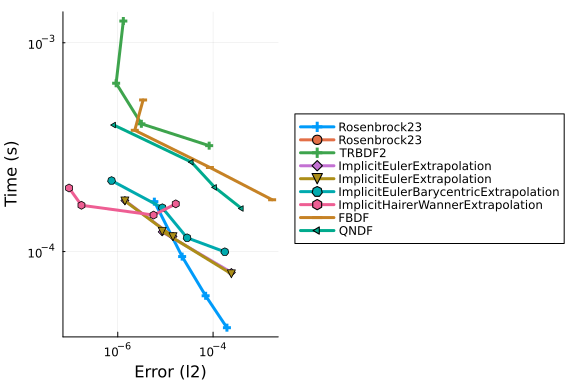 10⁻³
10⁻⁴
Time (s)
10⁻⁶
10⁻⁴
Error (l2)
Rosenbrock23
Rosenbrock23
TRBDF2
ImplicitEulerExtrapolation
ImplicitEulerExtrapolation
ImplicitEulerBarycentricExtrapolation
ImplicitHairerWannerExtrapolation
FBDF
QNDF